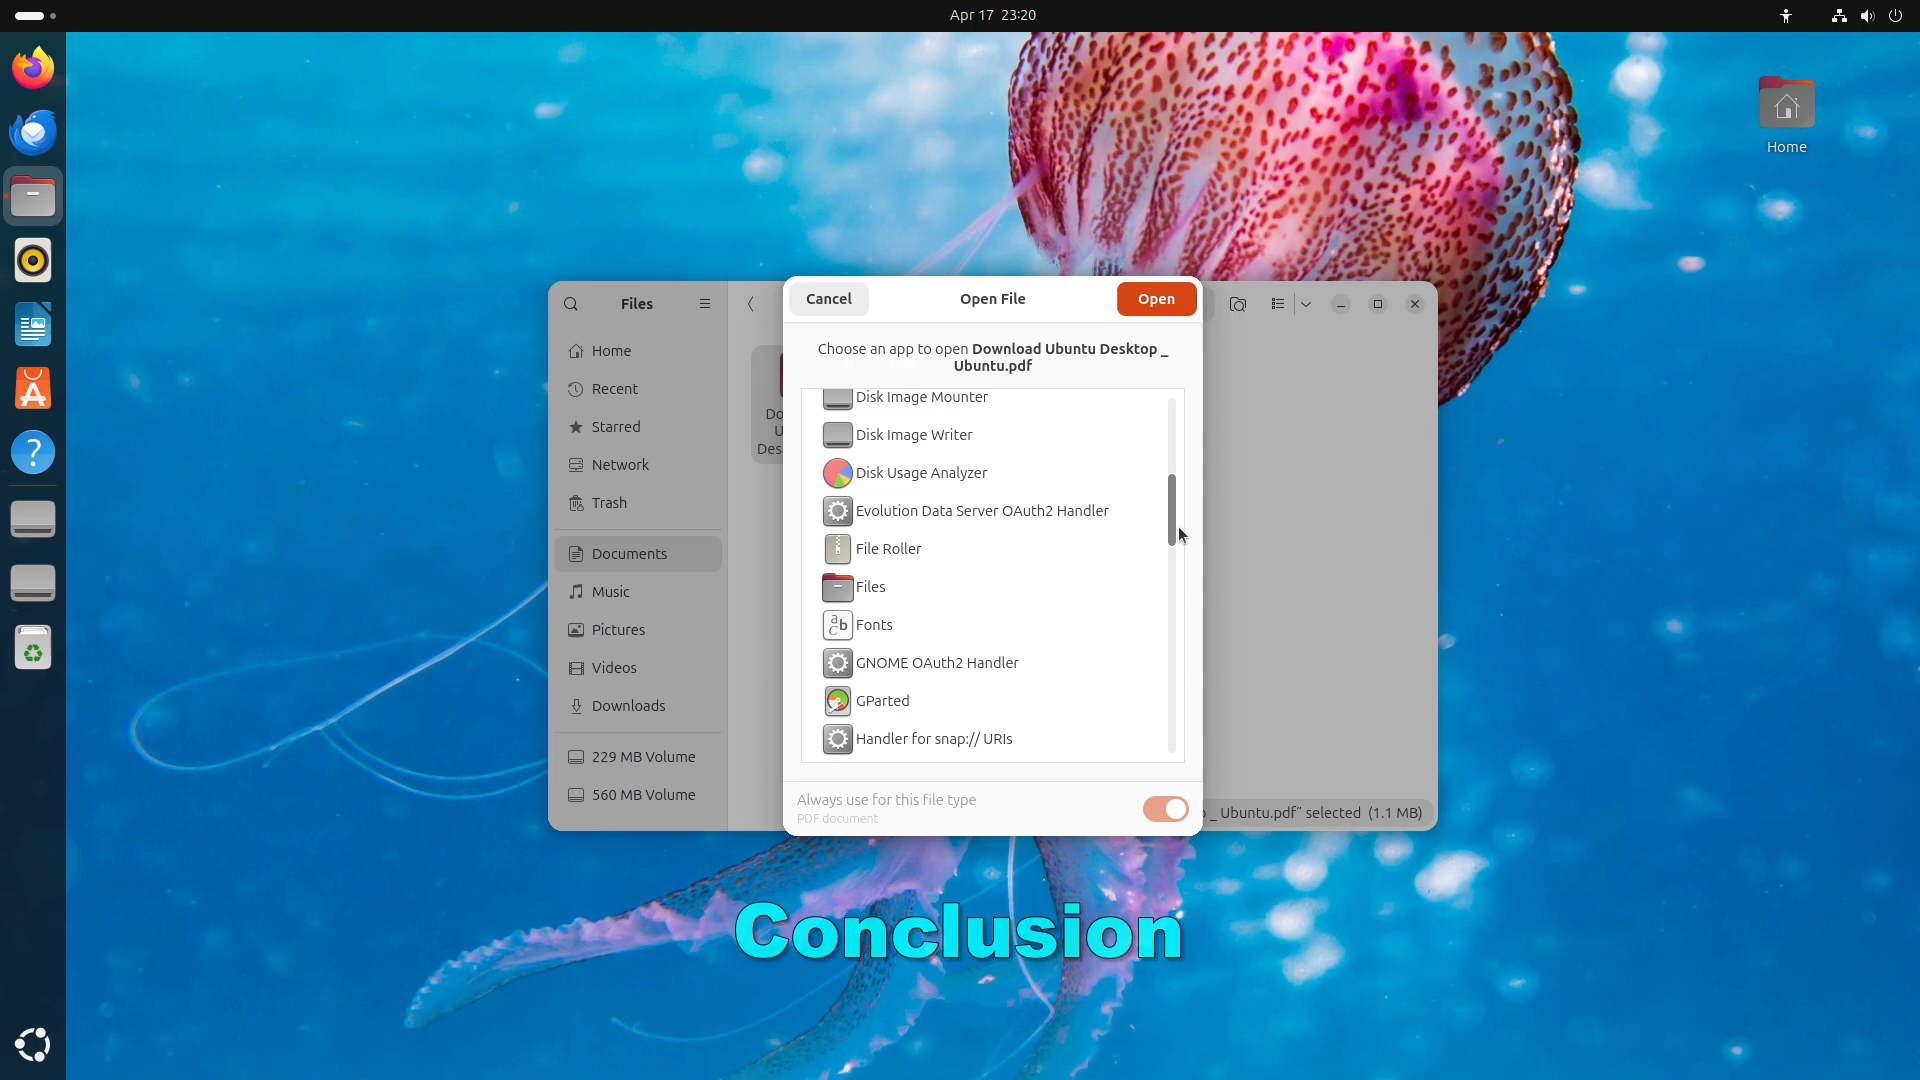 Apr 17 23:20
Home
Files
Home
Recent
Starred
Network
Trash
Documents
Music
Pictures
Videos
Downloads
229 MB Volume
560 MB Volume
Do
U
Des
Cancel
Open File
Open
Choose an app to open Download Ubuntu Desktop _
Ubuntu.pdf
Disk Image Mounter
Disk Image Writer
Disk Usage Analyzer
Evolution Data Server OAuth2 Handler
File Roller
Files
Fonts
GNOME OAuth2 Handler
GParted
Handler for snap:// URIs
Always use for this file type
PDF document
_ Ubuntu.pdf” selected (1.1 MB)
Conclusion